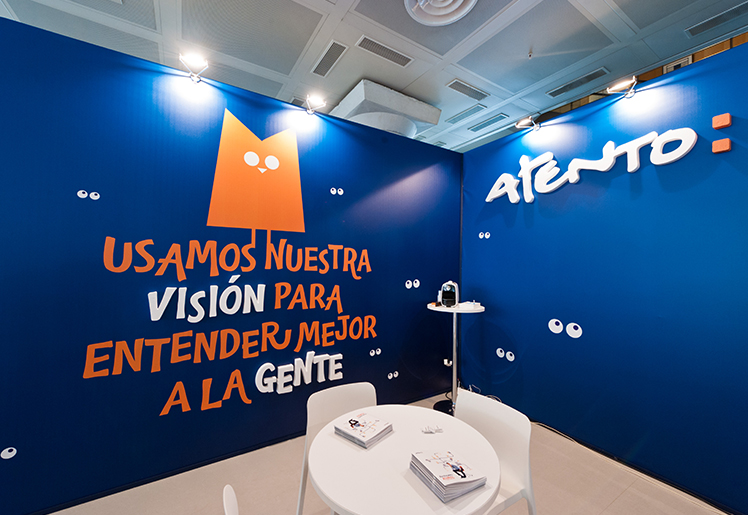 USAMOS NUESTRA
VISIÓN PARA
ENTENDER MEJOR
A LA GENTE
ATENTO